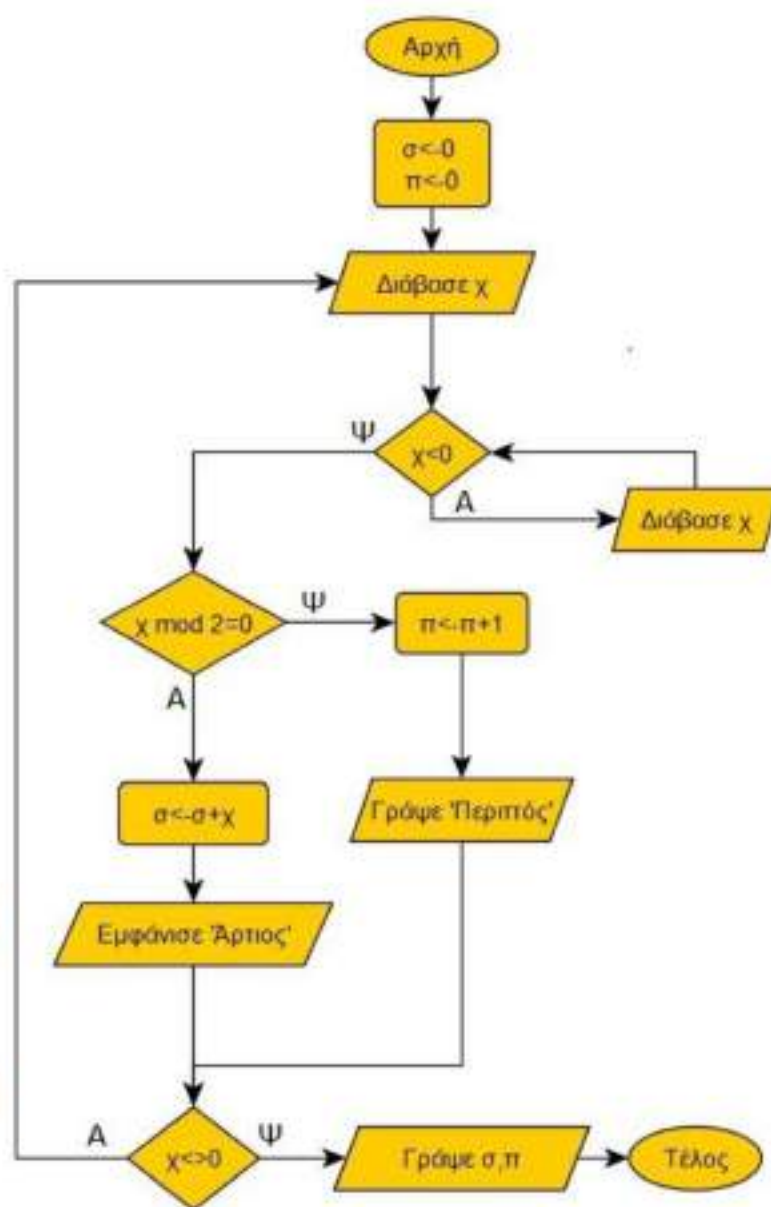 Αρχή
σ<-0
π<-0
Διάβασε χ
Ψ
χ<0
Α
Διάβασε χ
χ mod 2=0
Ψ
π<-π+1
Α
σ<-σ+χ
Γράψε 'Περιττός'
Εμφάνισε 'Άρτιος'
Α
χ<>0
Ψ
Γράψε σ,π
Τέλος